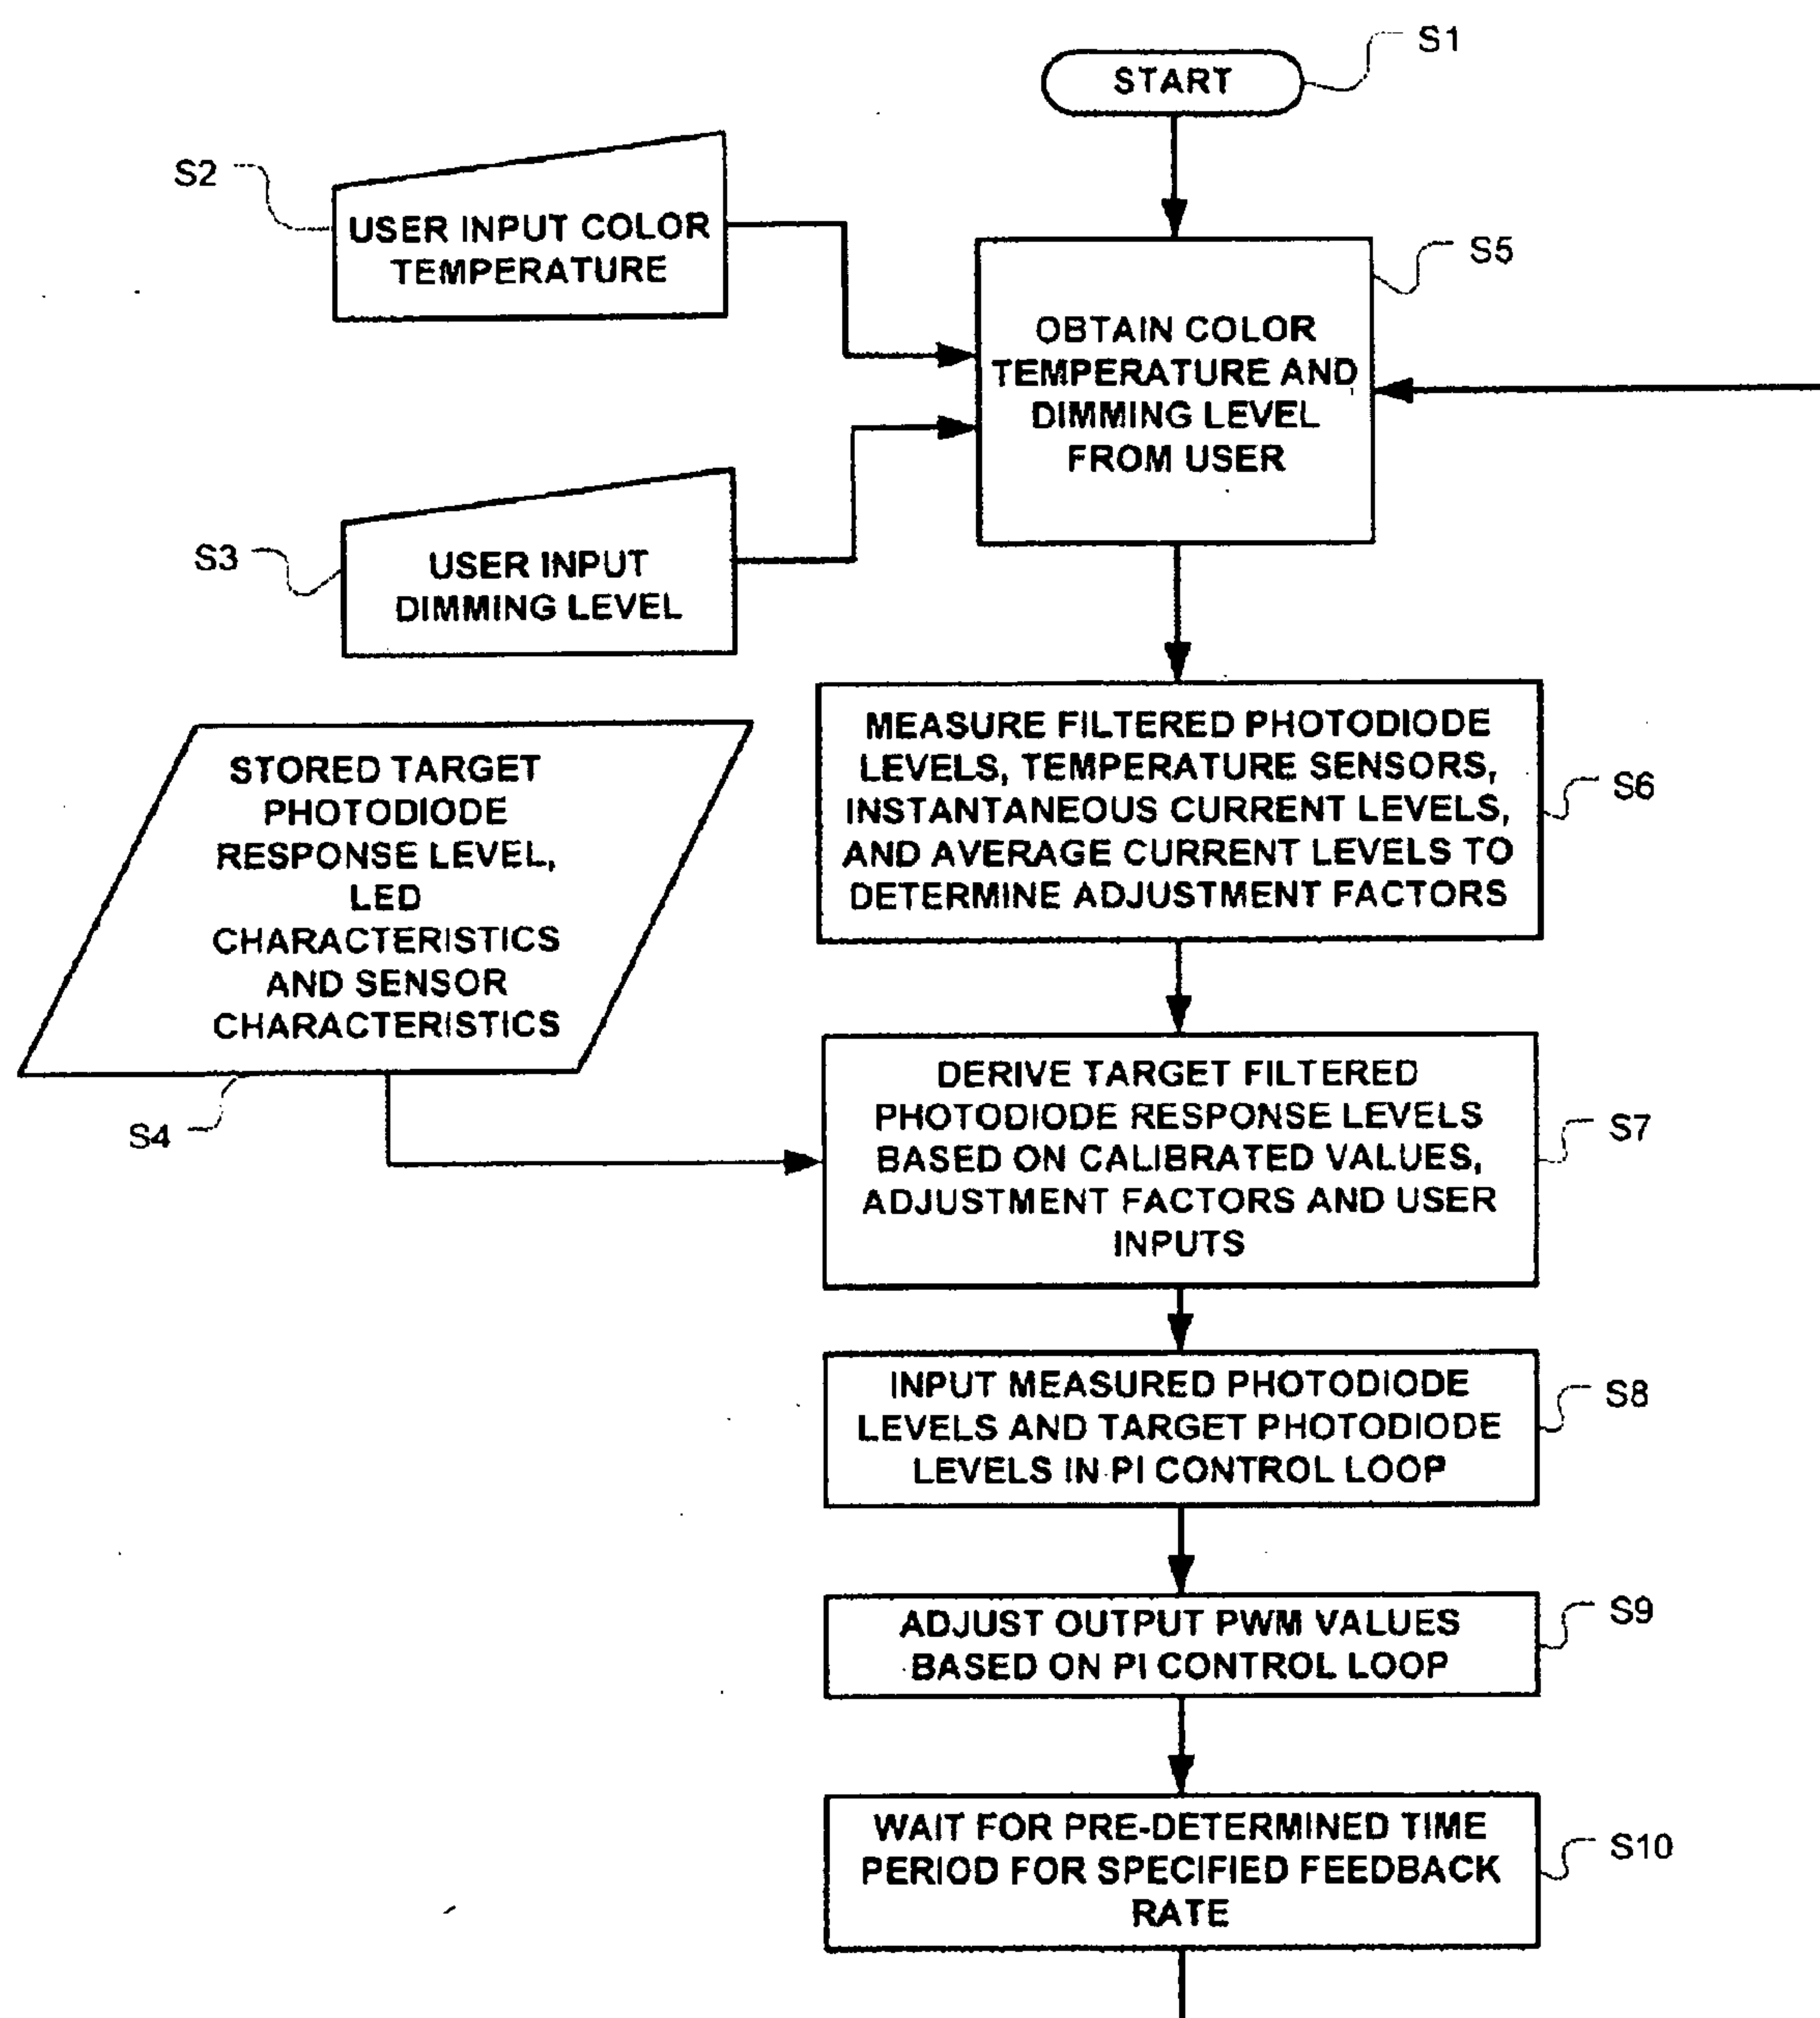 S1
START
S2
USER INPUT COLOR
TEMPERATURE
S5
OBTAIN COLOR
TEMPERATURE AND
DIMMING LEVEL
FROM USER
S3
USER INPUT
DIMMING LEVEL
MEASURE FILTERED PHOTODIODE
LEVELS, TEMPERATURE SENSORS,
INSTANTANEOUS CURRENT LEVELS,
AND AVERAGE CURRENT LEVELS TO
DETERMINE ADJUSTMENT FACTORS
S6
STORED TARGET
PHOTODIODE
RESPONSE LEVEL,
LED
CHARACTERISTICS
AND SENSOR
CHARACTERISTICS
S4
DERIVE TARGET FILTERED
PHOTODIODE RESPONSE LEVELS
BASED ON CALIBRATED VALUES,
ADJUSTMENT FACTORS AND USER
INPUTS
S7
INPUT MEASURED PHOTODIODE
LEVELS AND TARGET PHOTODIODE
LEVELS IN PI CONTROL LOOP
S8
ADJUST OUTPUT PWM VALUES
BASED ON PI CONTROL LOOP
S9
WAIT FOR PRE-DETERMINED TIME
PERIOD FOR SPECIFIED FEEDBACK
RATE
S10